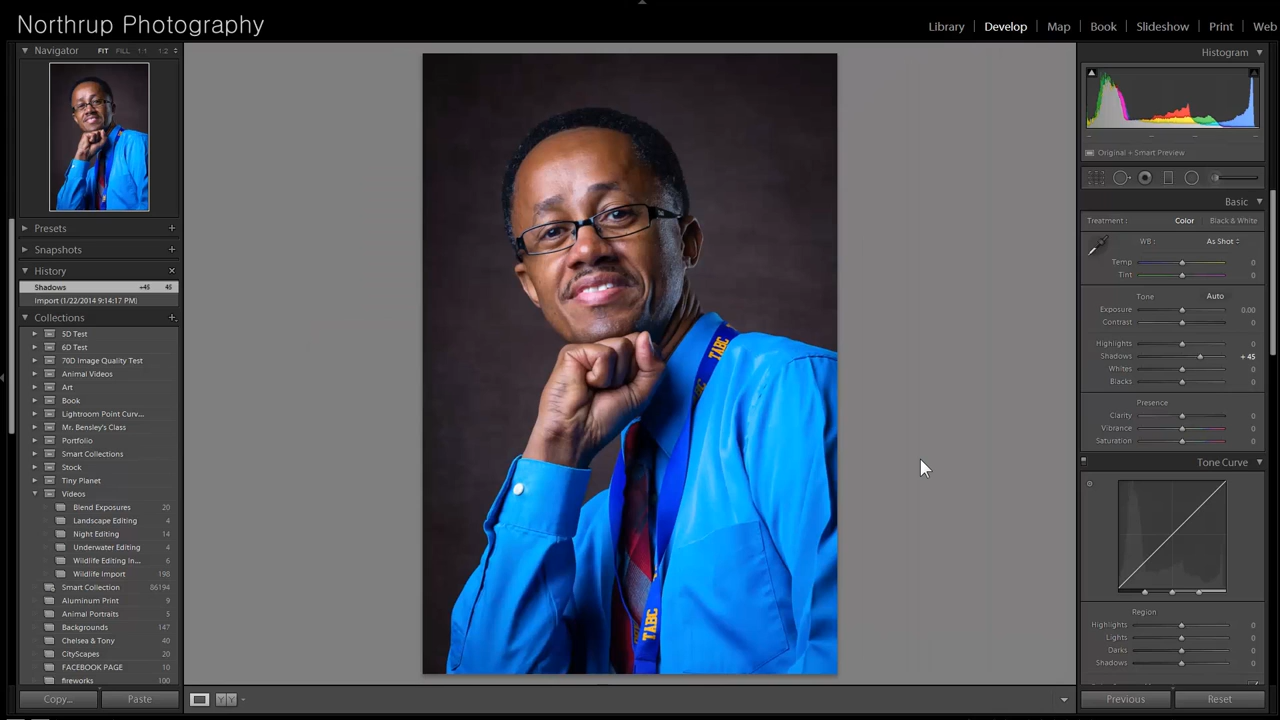 Northrup Photography
Library | Develop | Map | Book | Slideshow | Print | Web
Navigator FIT FILL 1:1 1:2
Presets
Snapshots
History
Shadows +45 45
Import (1/22/2014 9:14:17 PM)
Collections
5D Test
6D Test
70D Image Quality Test
Animal Videos
Art
Book
Lightroom Point Curv...
Mr. Bensley's Class
Portfolio
Smart Collections
Stock
Tiny Planet
Videos
Blend Exposures 20
Landscape Editing 4
Night Editing 14
Underwater Editing 4
Wildlife Editing In... 6
Wildlife Import 198
Smart Collection 86194
Aluminum Print 9
Animal Portraits 5
Backgrounds 147
Chelsea & Tony 40
CityScapes 20
FACEBOOK PAGE 10
fireworks 100
Copy... Paste
TABC
TABC
Histogram
Original + Smart Preview
Basic
Treatment : Color Black & White
WB : As Shot
Temp 0
Tint 0
Tone Auto
Exposure 0.00
Contrast 0
Highlights 0
Shadows + 45
Whites 0
Blacks 0
Presence
Clarity 0
Vibrance 0
Saturation 0
Tone Curve
Region
Highlights 0
Lights 0
Darks 0
Shadows 0
Previous Reset